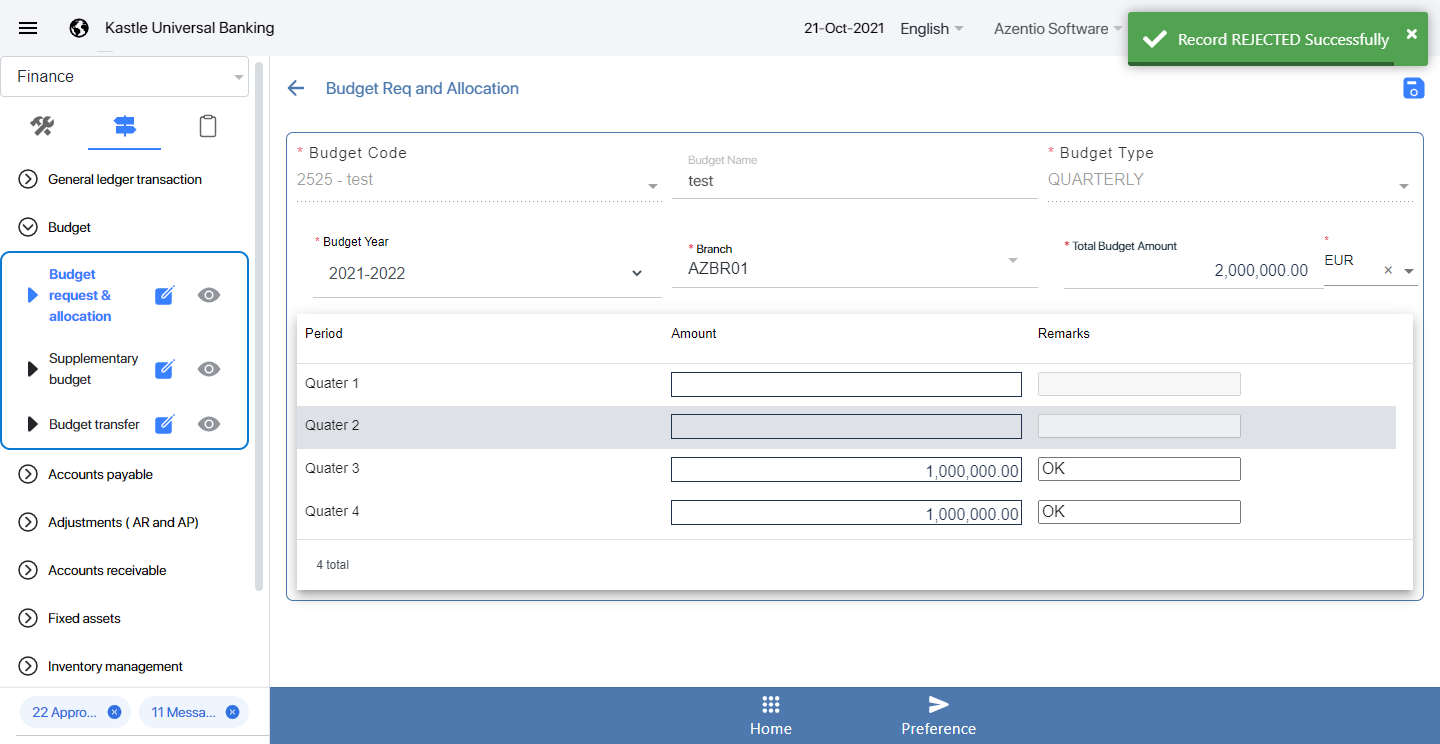 Kastle Universal Banking
21-Oct-2021
English
Azentio Software
Record REJECTED Successfully
×
Finance
General ledger transaction
Budget
Budget
request &
allocation
Supplementary
budget
Budget transfer
Accounts payable
Adjustments ( AR and AP)
Accounts receivable
Fixed assets
Inventory management
22 Appro...
11 Messa...
Budget Req and Allocation
* Budget Code
2525 - test
Budget Name
test
* Budget Type
QUARTERLY
* Budget Year
2021-2022
* Branch
AZBR01
* Total Budget Amount
2,000,000.00
*
EUR
×
Period Amount Remarks
Quater 1
Quater 2
Quater 3 1,000,000.00 OK
Quater 4 1,000,000.00 OK
4 total
Home
Preference